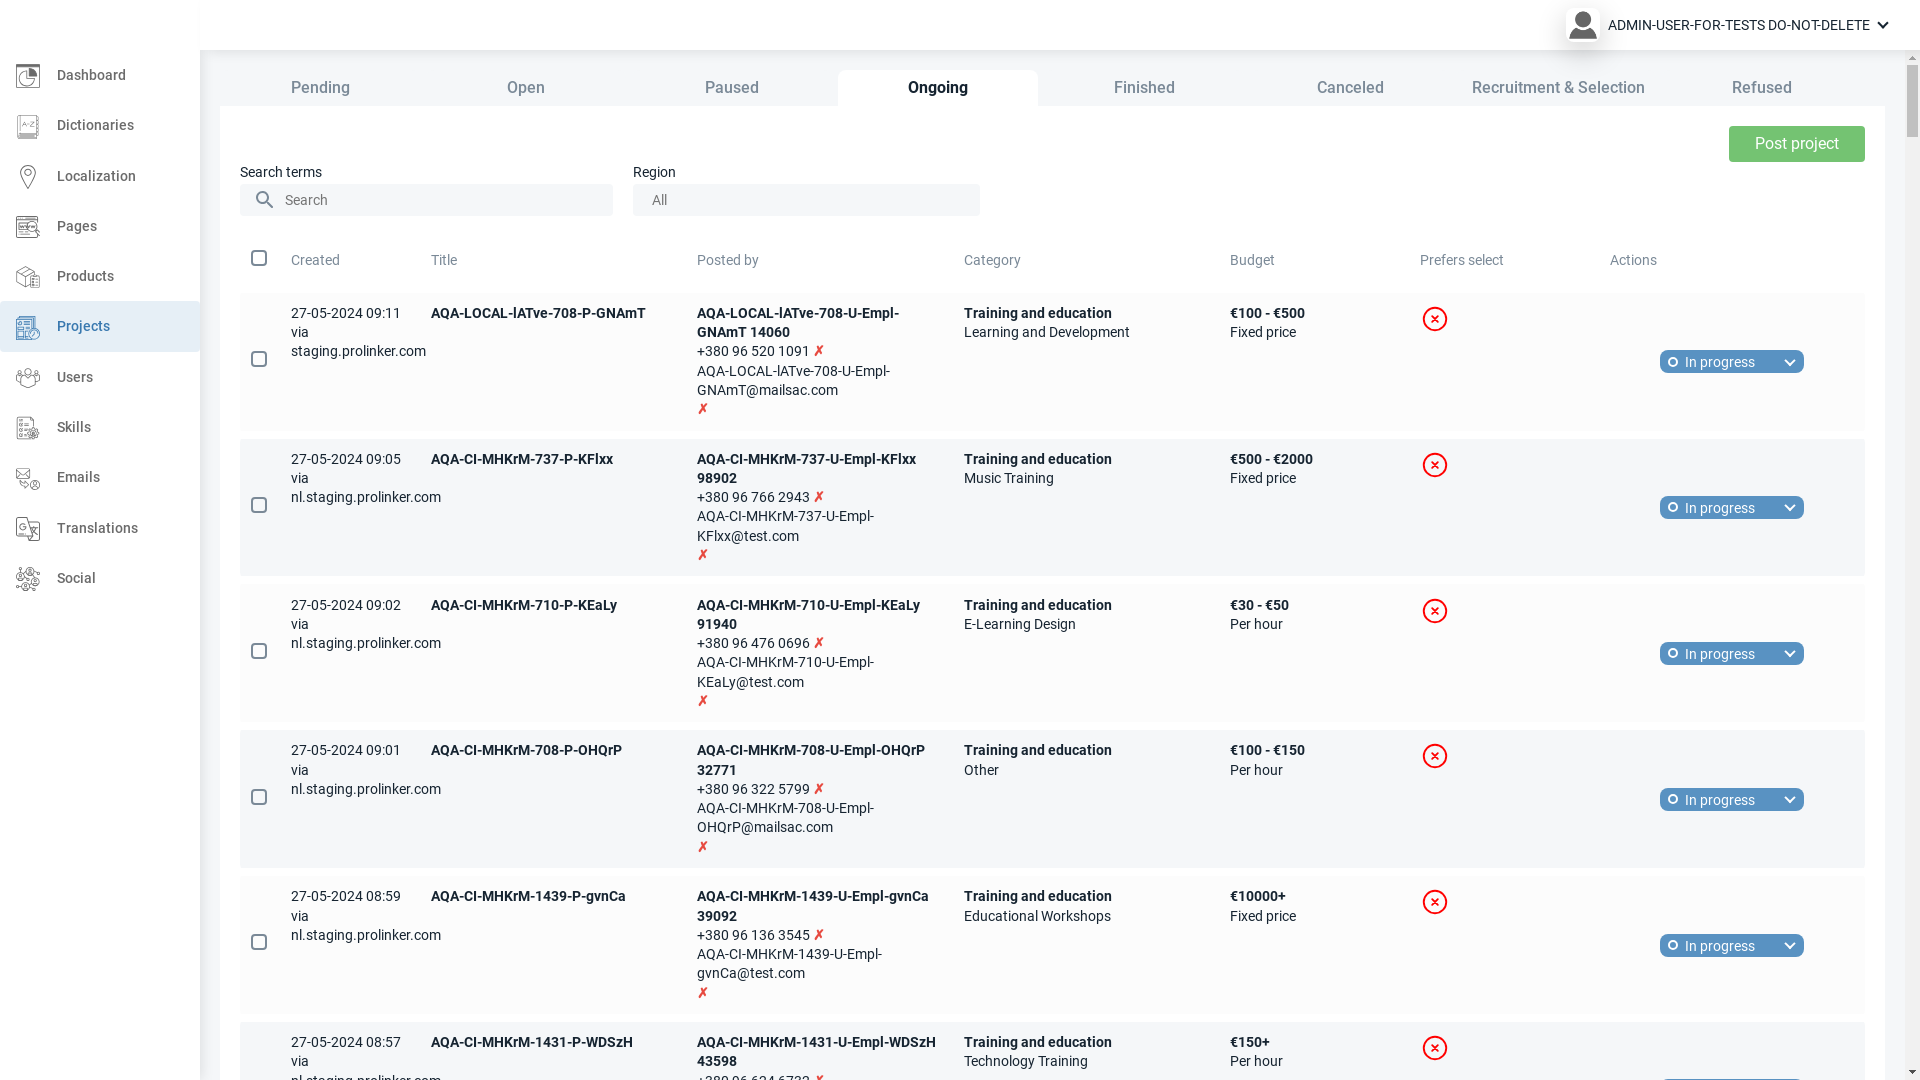 ADMIN-USER-FOR-TESTS DO-NOT-DELETE
Dashboard
Dictionaries
Localization
Pages
Products
Projects
Users
Skills
Emails
Translations
Social
Pending Open Paused Ongoing Finished Canceled Recruitment & Selection Refused
Post project
Search terms
Search
Region
All
Created Title Posted by Category Budget Prefers select Actions
27-05-2024 09:11
via
staging.prolinker.com
AQA-LOCAL-lATve-708-P-GNAmT
AQA-LOCAL-lATve-708-U-Empl-
GNAmT 14060
+380 96 520 1091 ✗
AQA-LOCAL-lATve-708-U-Empl-
GNAmT@mailsac.com
✗
Training and education
Learning and Development
€100 - €500
Fixed price
In progress
27-05-2024 09:05
via
nl.staging.prolinker.com
AQA-CI-MHKrM-737-P-KFlxx
AQA-CI-MHKrM-737-U-Empl-KFlxx
98902
+380 96 766 2943 ✗
AQA-CI-MHKrM-737-U-Empl-
KFlxx@test.com
✗
Training and education
Music Training
€500 - €2000
Fixed price
In progress
27-05-2024 09:02
via
nl.staging.prolinker.com
AQA-CI-MHKrM-710-P-KEaLy
AQA-CI-MHKrM-710-U-Empl-KEaLy
91940
+380 96 476 0696 ✗
AQA-CI-MHKrM-710-U-Empl-
KEaLy@test.com
✗
Training and education
E-Learning Design
€30 - €50
Per hour
In progress
27-05-2024 09:01
via
nl.staging.prolinker.com
AQA-CI-MHKrM-708-P-OHQrP
AQA-CI-MHKrM-708-U-Empl-OHQrP
32771
+380 96 322 5799 ✗
AQA-CI-MHKrM-708-U-Empl-
OHQrP@mailsac.com
✗
Training and education
Other
€100 - €150
Per hour
In progress
27-05-2024 08:59
via
nl.staging.prolinker.com
AQA-CI-MHKrM-1439-P-gvnCa
AQA-CI-MHKrM-1439-U-Empl-gvnCa
39092
+380 96 136 3545 ✗
AQA-CI-MHKrM-1439-U-Empl-
gvnCa@test.com
✗
Training and education
Educational Workshops
€10000+
Fixed price
In progress
27-05-2024 08:57
via
nl.staging.prolinker.com
AQA-CI-MHKrM-1431-P-WDSzH
AQA-CI-MHKrM-1431-U-Empl-WDSzH
43598
Training and education
Technology Training
€150+
Per hour